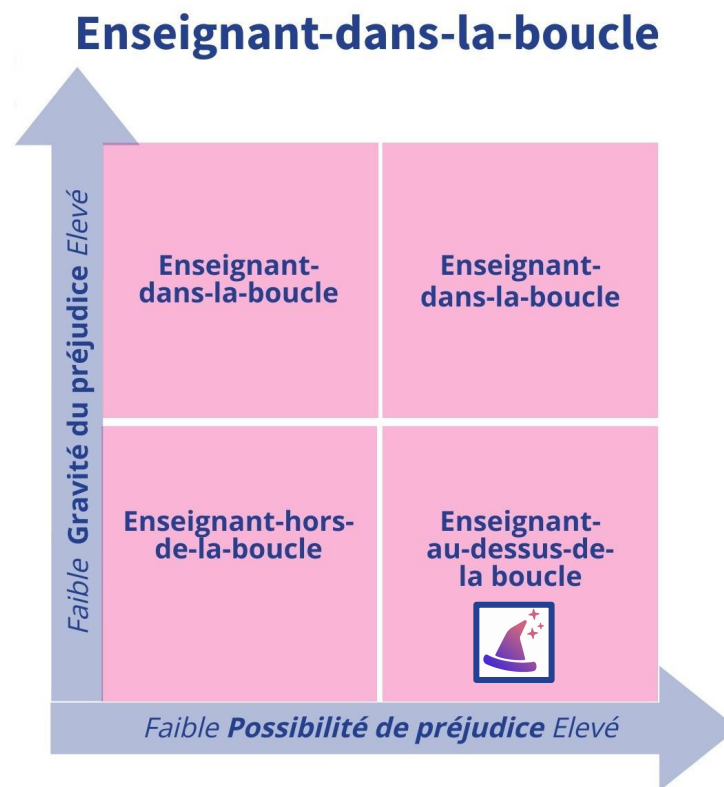 Enseignant-dans-la-boucle
Faible Gravité du préjudice Elevé
Enseignant-
dans-la-boucle
Enseignant-
dans-la-boucle
Enseignant-hors-
de-la-boucle
Enseignant-
au-dessus-de-
la boucle
Faible Possibilité de préjudice Elevé